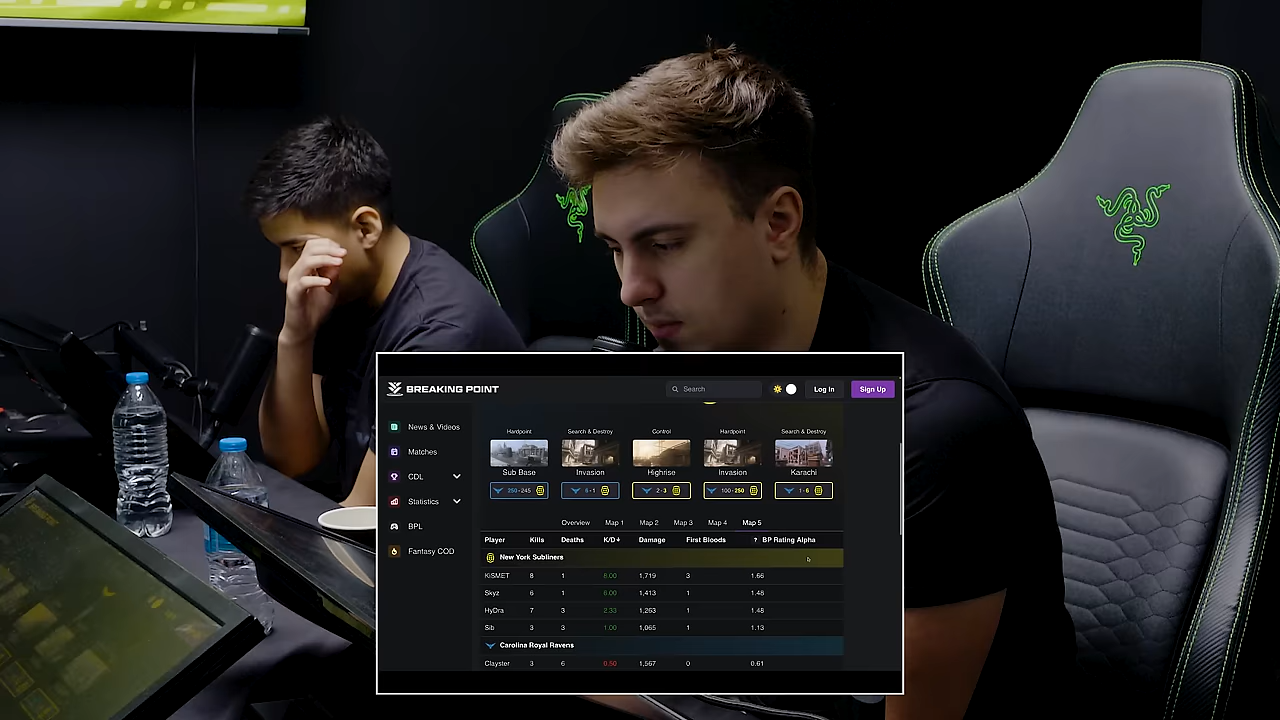 BREAKING POINT
Search
Log In
Sign Up
News & Videos
Matches
CDL
Statistics
BPL
Fantasy COD
Hardpoint
Search & Destroy
Control
Hardpoint
Search & Destroy
Sub Base
Invasion
Highrise
Invasion
Karachi
250 - 245
6 - 1
2 - 3
100 - 250
1 - 6
Overview Map 1 Map 2 Map 3 Map 4 Map 5
Player Kills Deaths K/D Damage First Bloods ? BP Rating Alpha
New York Subliners
KiSMET 8 1 8.00 1,719 3 1.66
Skyz 6 1 6.00 1,413 1 1.48
HyDra 7 3 2.33 1,263 1 1.48
Sib 3 3 1.00 1,065 1 1.13
Carolina Royal Ravens
Clayster 3 6 0.50 1,567 0 0.61